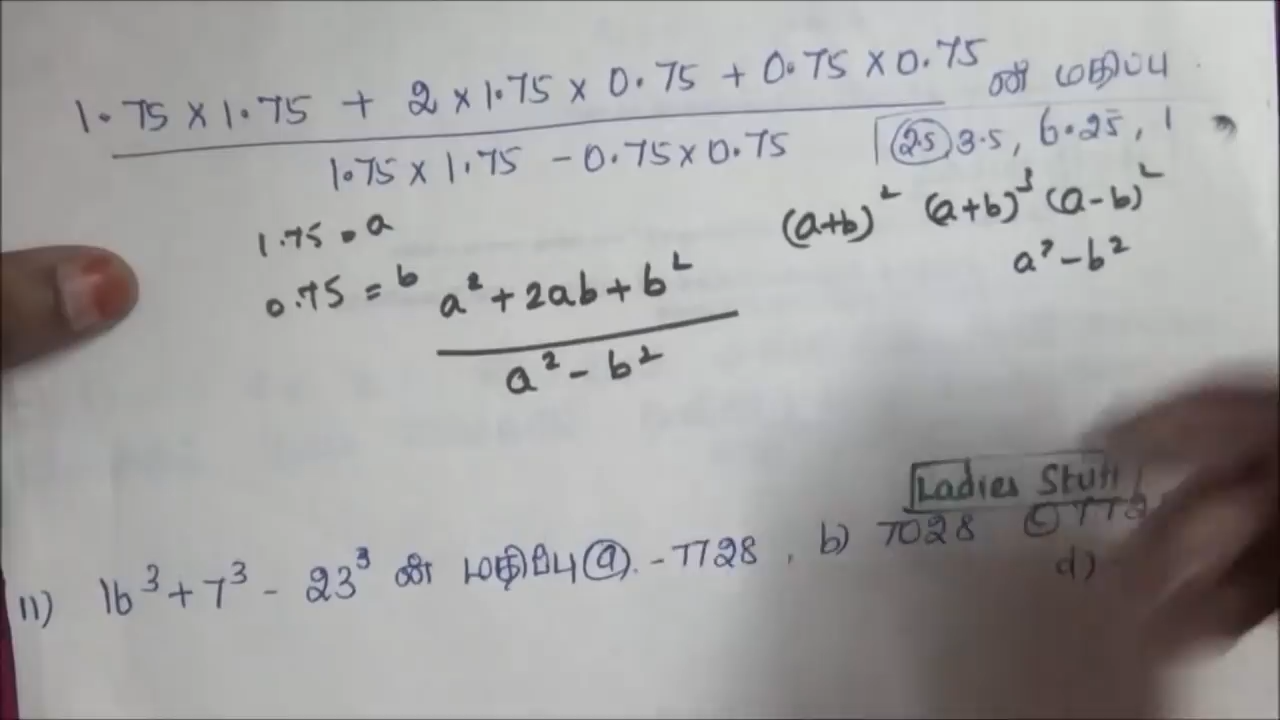 1.75 × 1.75 + 2 × 1.75 × 0.75 + 0.75 × 0.75 ன் மதிப்பு
1.75 × 1.75 - 0.75 × 0.75
2.5, 3.5, 6.25, 1
1.75 = a
(a+b)² (a+b)³ (a-b)²
0.75 = b
a² + 2ab + b²
a² - b²
a² - b²
Ladies Stuff
11) 16³ + 7³ - 23³ ன் மதிப்பு a. -7728, b) 7028 c
d)